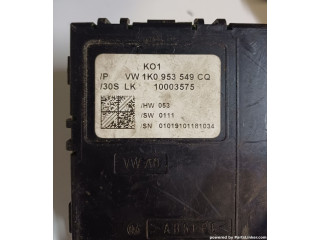 KO1
/P VW 1K0 953 549 CQ
/30S LK 10003575
/HW 053
/SW 0111
/SN 01019101181034
VW AG
powered by PartsLinker.com